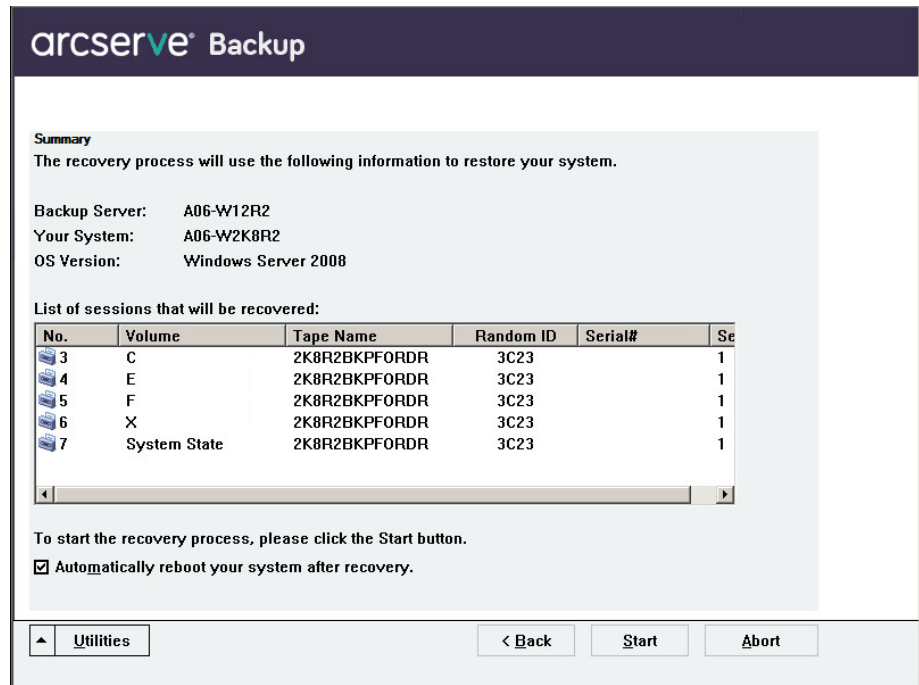 arcserve® Backup
Summary
The recovery process will use the following information to restore your system.
Backup Server: A06-W12R2
Your System: A06-W2K8R2
OS Version: Windows Server 2008
List of sessions that will be recovered:
No. Volume Tape Name Random ID Serial# Se
3 C 2K8R2BKPFORDR 3C23 1
4 E 2K8R2BKPFORDR 3C23 1
5 F 2K8R2BKPFORDR 3C23 1
6 X 2K8R2BKPFORDR 3C23 1
7 System State 2K8R2BKPFORDR 3C23 1
To start the recovery process, please click the Start button.
Automatically reboot your system after recovery.
Utilities < Back Start Abort